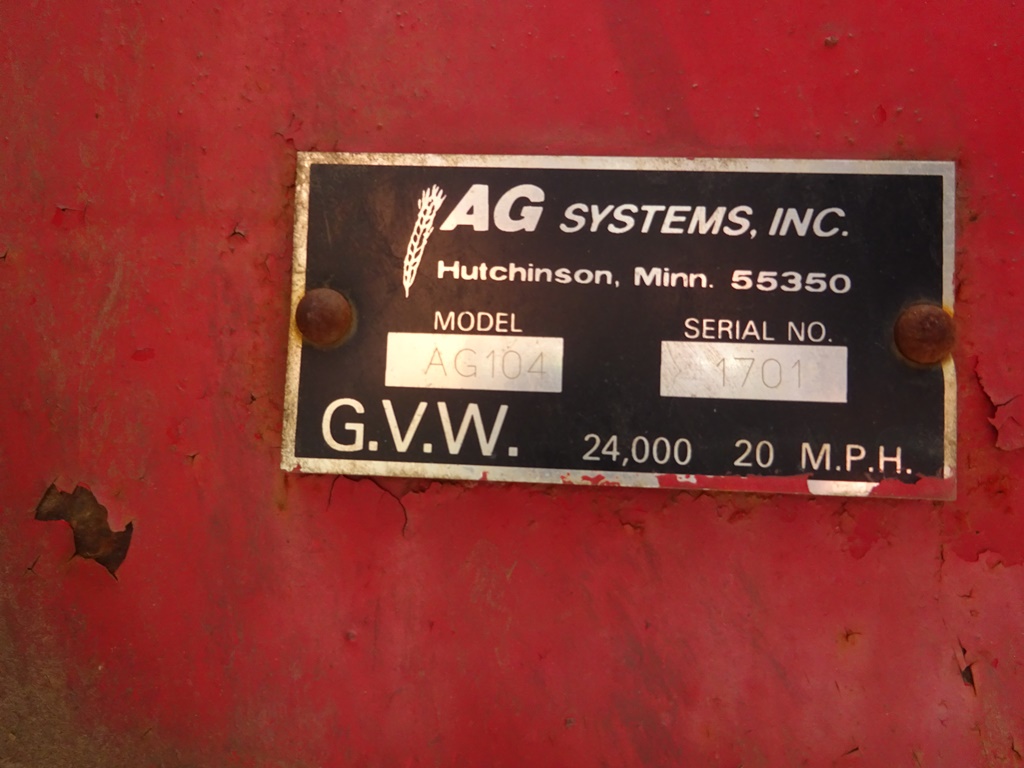 AG SYSTEMS, INC.
Hutchinson, Minn. 55350
MODEL SERIAL NO.
AG104 1701
G.V.W. 24,000 20 M.P.H.